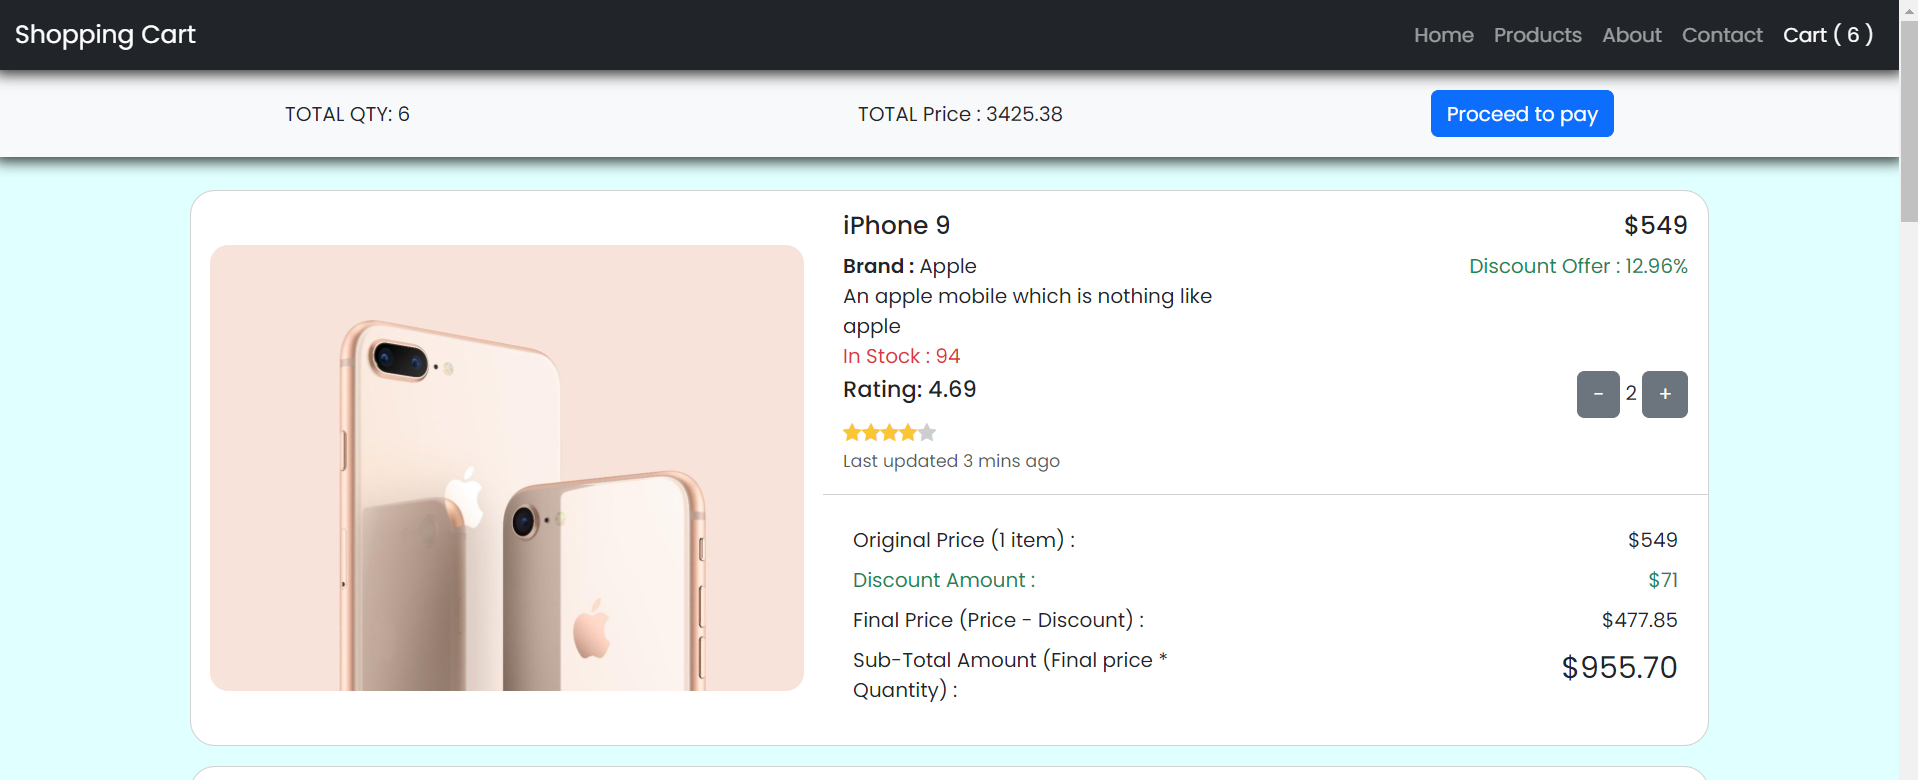 Shopping Cart
Home Products About Contact Cart ( 6 )
TOTAL QTY: 6
TOTAL Price : 3425.38
Proceed to pay
iPhone 9
$549
Brand : Apple
Discount Offer : 12.96%
An apple mobile which is nothing like
apple
In Stock : 94
Rating: 4.69
- 2 +
Last updated 3 mins ago
Original Price (1 item) :
$549
Discount Amount :
$71
Final Price (Price - Discount) :
$477.85
Sub-Total Amount (Final price *
Quantity) :
$955.70